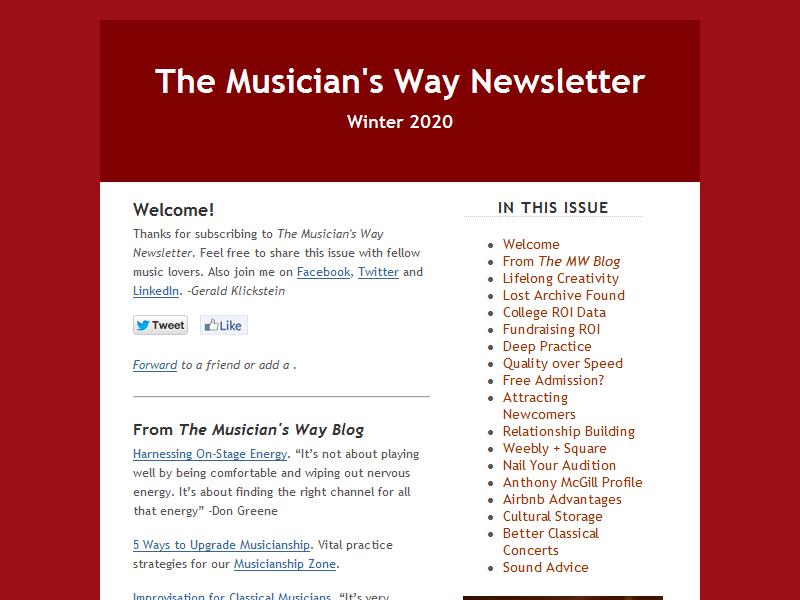 The Musician's Way Newsletter
Winter 2020
Welcome!
Thanks for subscribing to The Musician's Way
Newsletter. Feel free to share this issue with fellow
music lovers. Also join me on Facebook, Twitter and
LinkedIn. -Gerald Klickstein
Tweet
Like
Forward to a friend or add a .
From The Musician's Way Blog
Harnessing On-Stage Energy. “It’s not about playing
well by being comfortable and wiping out nervous
energy. It’s about finding the right channel for all
that energy” -Don Greene
5 Ways to Upgrade Musicianship. Vital practice
strategies for our Musicianship Zone.
Improvisation for Classical Musicians. “It’s very
IN THIS ISSUE
Welcome
From The MW Blog
Lifelong Creativity
Lost Archive Found
College ROI Data
Fundraising ROI
Deep Practice
Quality over Speed
Free Admission?
Attracting
Newcomers
Relationship Building
Weebly + Square
Nail Your Audition
Anthony McGill Profile
Airbnb Advantages
Cultural Storage
Better Classical
Concerts
Sound Advice